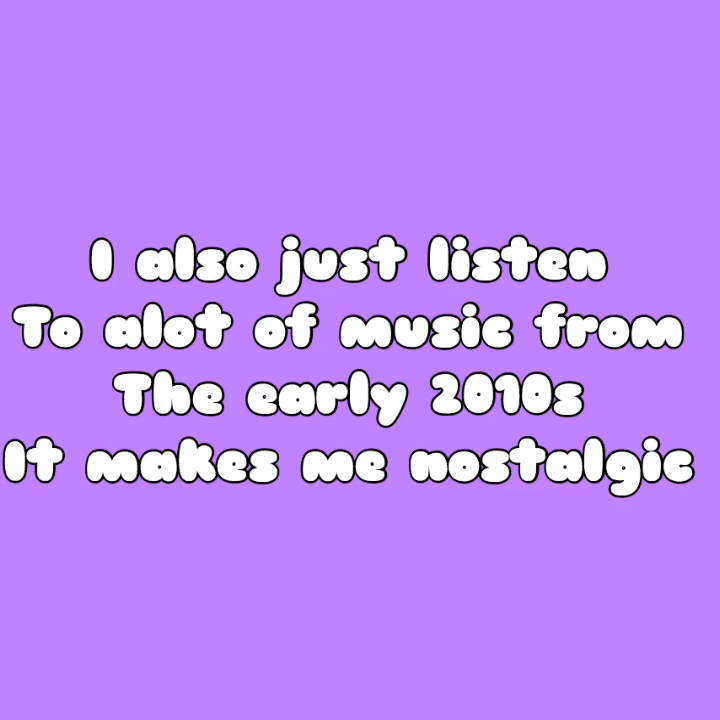 I also just listen
To alot of music from
The early 2010s
It makes me nostalgic